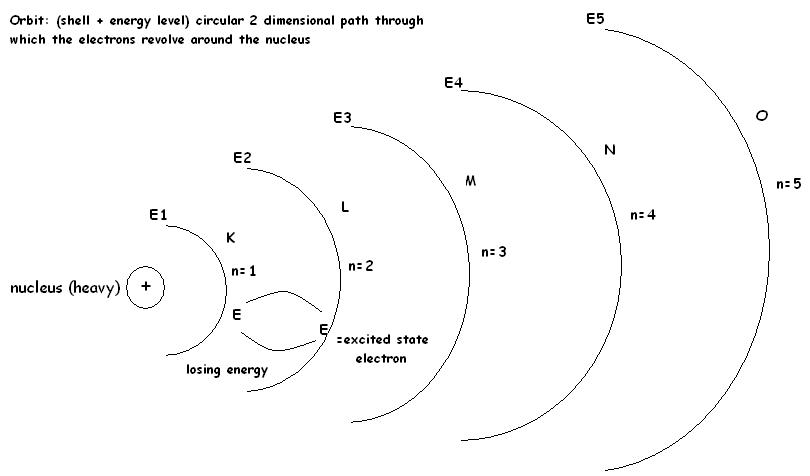 Orbit: (shell + energy level) circular 2 dimensional path through
which the electrons revolve around the nucleus
E5
E4
E3
E2
E1
O
N
M
L
K
n=5
n=4
n=3
n=2
n=1
nucleus (heavy)
+
E
E
=excited state
electron
losing energy